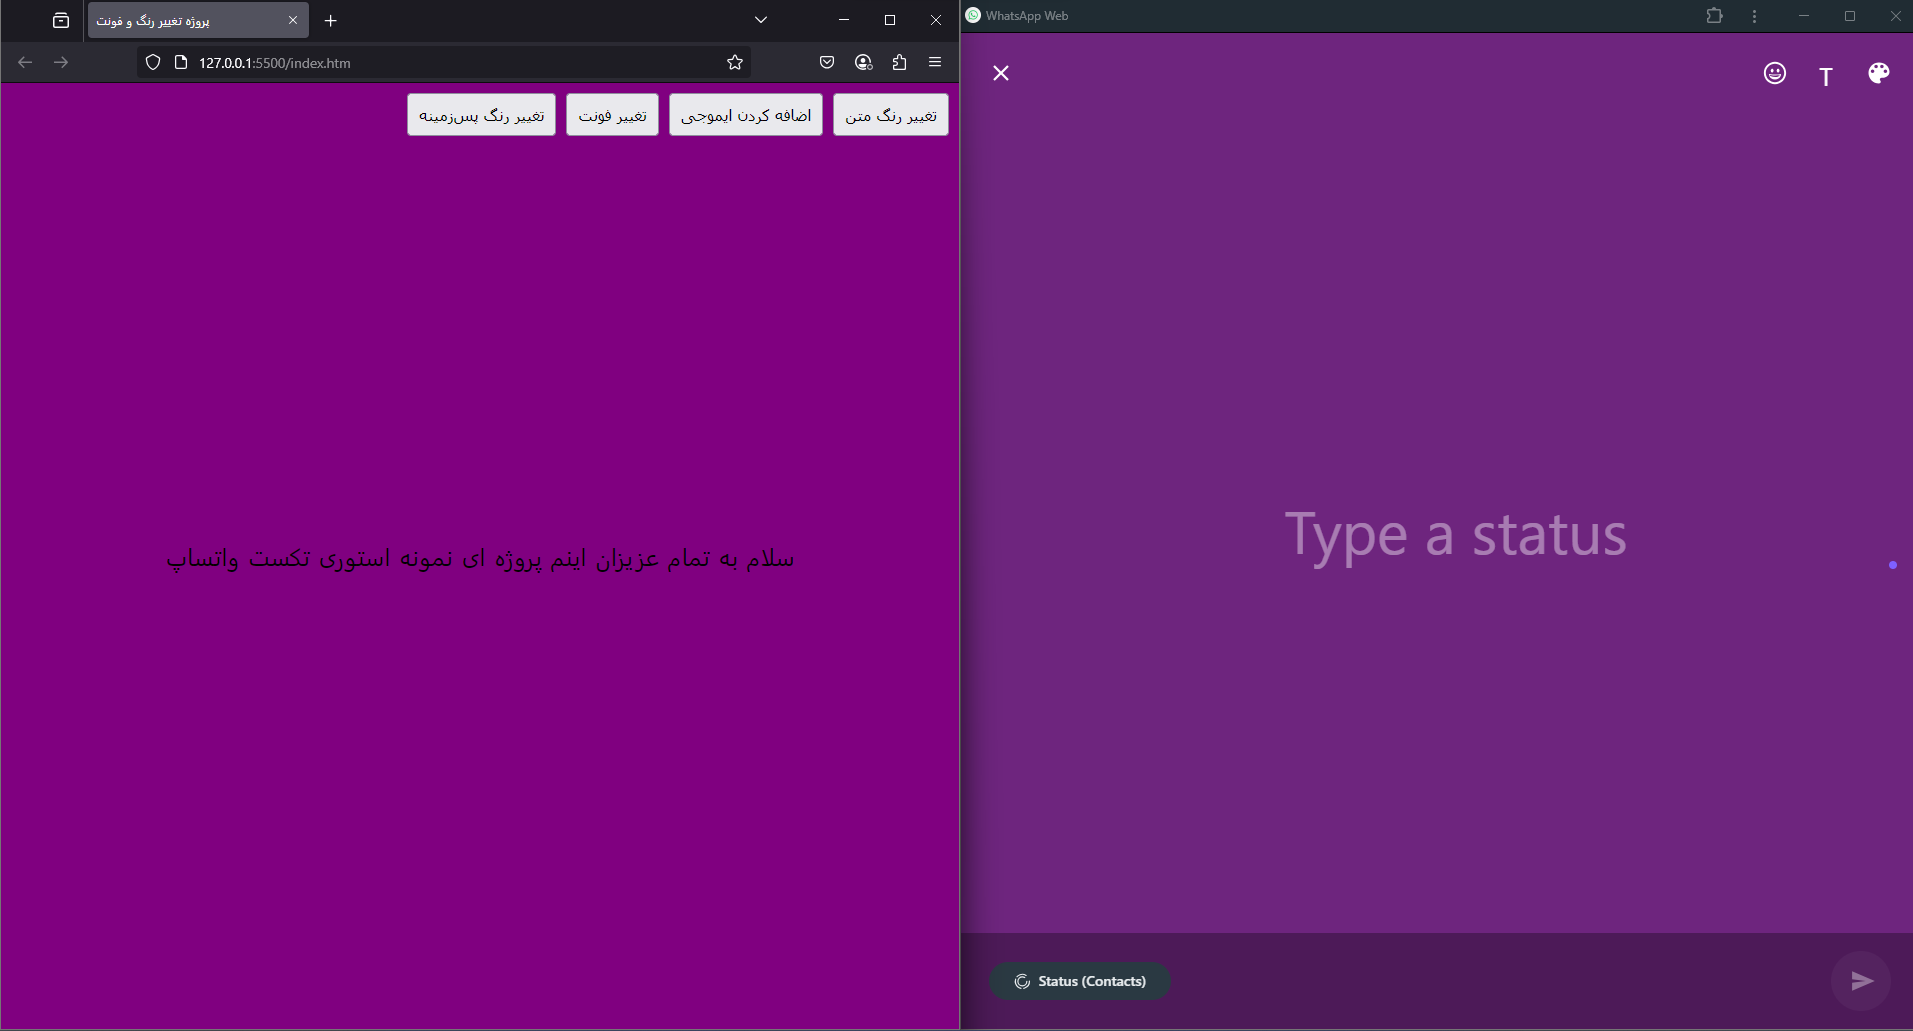 پروژه تغییر رنگ و فونت
127.0.0.1:5500/index.htm
تغییر رنگ متن
اضافه کردن ایموجی
تغییر فونت
تغییر رنگ پس‌زمینه
سلام به تمام عزیزان اینم پروژه ای نمونه استوری تکست واتساپ
WhatsApp Web
T
Type a status
Status (Contacts)